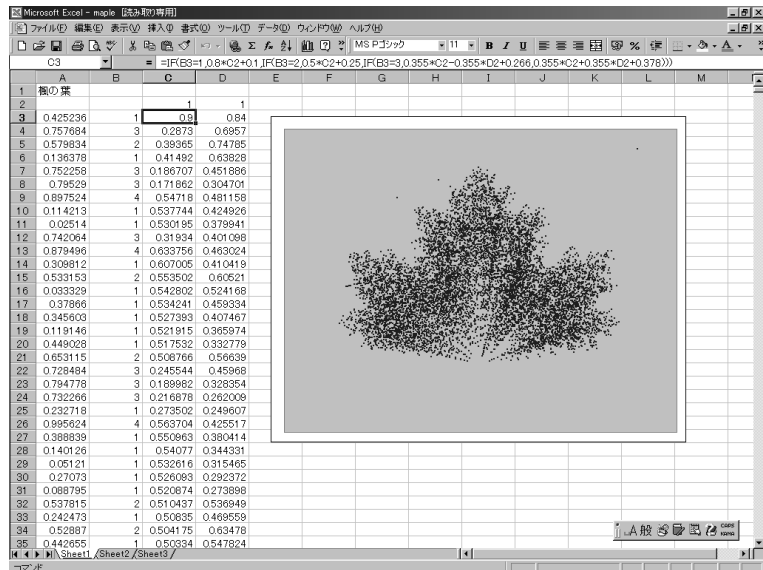 Microsoft Excel - maple [読み取り専用]
ファイル(F) 編集(E) 表示(V) 挿入(I) 書式(O) ツール(T) データ(D) ウィンドウ(W) ヘルプ(H)
MS Pゴシック 11 B I U
C3 = =IF(B3=1,0.8*C2+0.1,IF(B3=2,0.5*C2+0.25,IF(B3=3,0.355*C2-0.355*D2+0.266,0.355*C2+0.355*D2+0.378)))
A B C D E F G H I J K L M
1 楓の葉
2 1 1
3 0.425236 1 0.9 0.84
4 0.757684 3 0.2873 0.6957
5 0.579834 2 0.39365 0.74785
6 0.136378 1 0.41492 0.63828
7 0.752258 3 0.186707 0.451886
8 0.79529 3 0.171862 0.304701
9 0.897524 4 0.54718 0.481158
10 0.114213 1 0.537744 0.424926
11 0.02514 1 0.530195 0.379941
12 0.742064 3 0.31934 0.401098
13 0.879496 4 0.633756 0.463024
14 0.309812 1 0.607005 0.410419
15 0.533153 2 0.553502 0.60521
16 0.033329 1 0.542802 0.524168
17 0.37866 1 0.534241 0.459334
18 0.345603 1 0.527393 0.407467
19 0.119146 1 0.521915 0.365974
20 0.449028 1 0.517532 0.332779
21 0.653115 2 0.508766 0.56639
22 0.728484 3 0.245544 0.45968
23 0.794778 3 0.189982 0.328354
24 0.732266 3 0.216878 0.262009
25 0.232718 1 0.273502 0.249607
26 0.995624 4 0.563704 0.425517
27 0.388839 1 0.550963 0.380414
28 0.140126 1 0.54077 0.344331
29 0.05121 1 0.532616 0.315465
30 0.27073 1 0.526093 0.292372
31 0.088795 1 0.520874 0.273898
32 0.537815 2 0.510437 0.536949
33 0.242473 1 0.50835 0.469559
34 0.52887 2 0.504175 0.63478
35 0.442655 1 0.50334 0.547824
A 般 CAPS KANA
Sheet1 Sheet2 Sheet3
コマンド